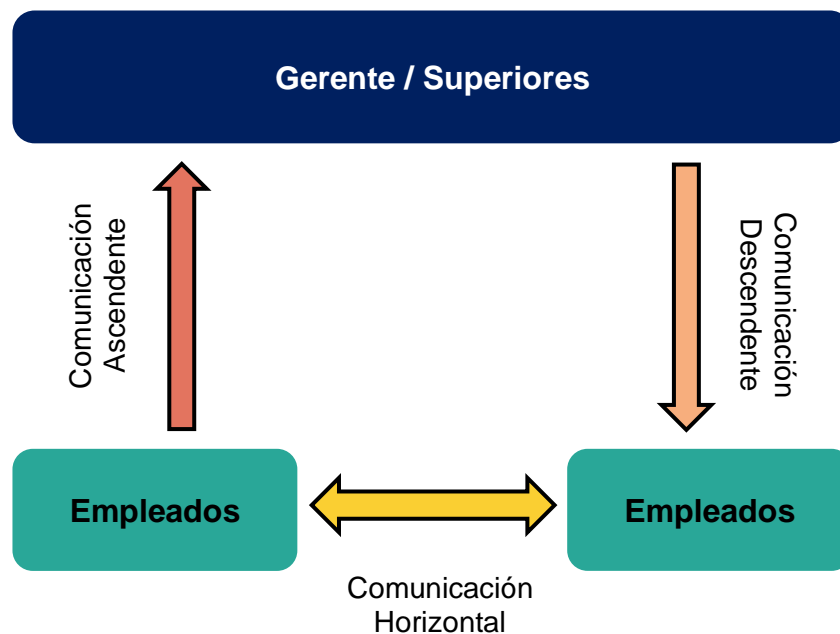 Gerente / Superiores
Comunicación
Ascendente
Comunicación
Descendente
Empleados
Empleados
Comunicación
Horizontal